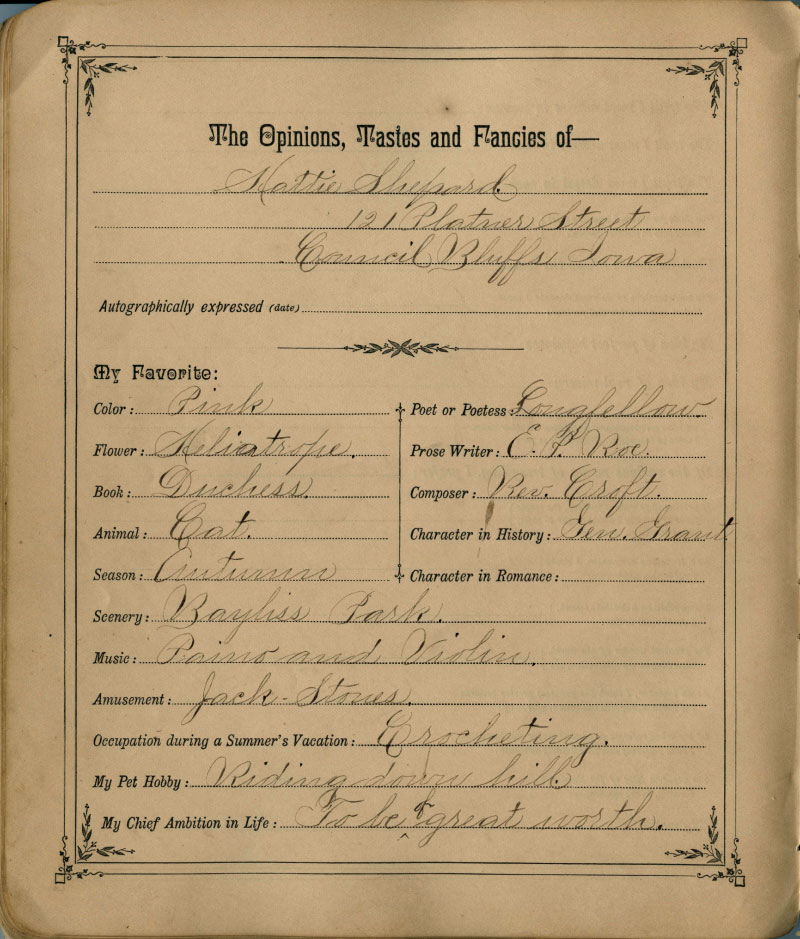 The Opinions, Tastes and Fancies of—
Hattie Shepard.
121 Platner Street
Council Bluffs Iowa
Autographically expressed (date)
My Favorite:
Color: Pink
Flower: Heliotrope.
Book: Duchess.
Animal: Cat.
Season: Autumn
Poet or Poetess: Longfellow.
Prose Writer: E. P. Roe.
Composer: Rev. Croft.
Character in History: Gen. Grant
Character in Romance:
Scenery: Bayliss Park.
Music: Paino and Violin.
Amusement: Jack-Stones.
Occupation during a Summer's Vacation: Crocheting.
My Pet Hobby: Riding down hill
My Chief Ambition in Life: To be of great worth.